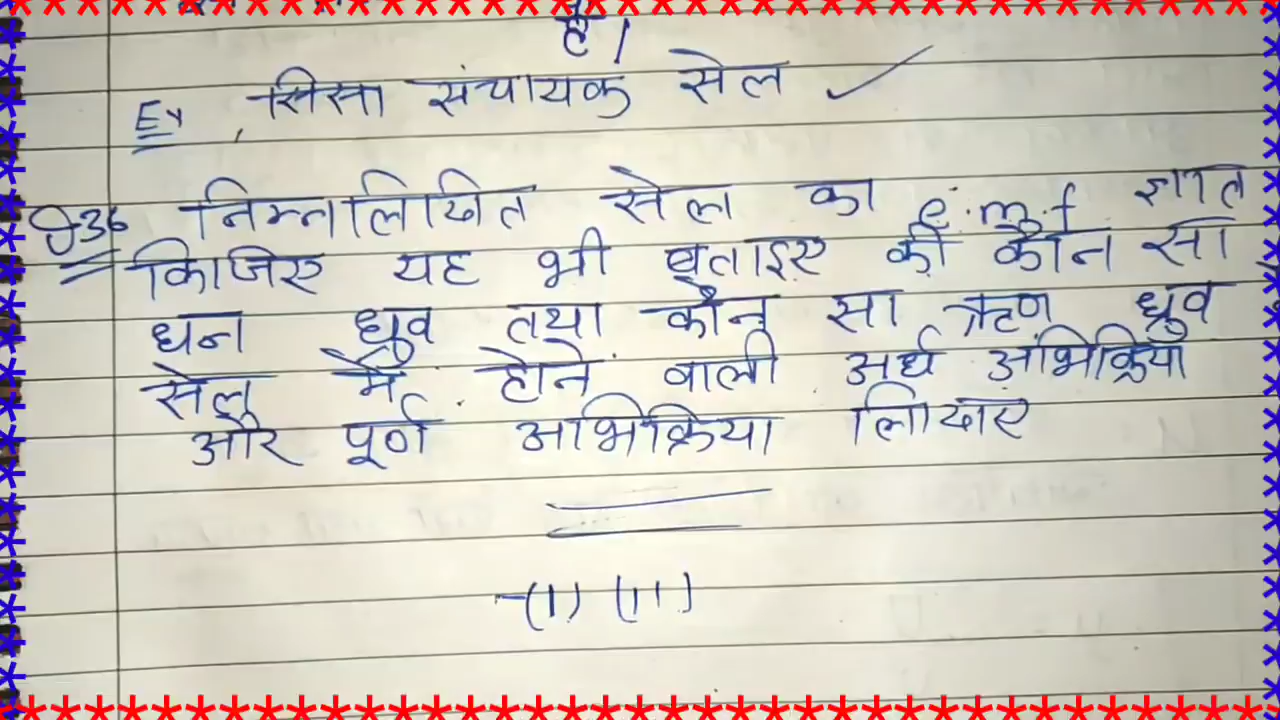 है।
Ex, सिसा संचायक सेल
Q36 निम्नलिखित सेल का e.m.f ज्ञात
किजिए यह भी बताइए की कौन सा
धन ध्रुव तथा कौन सा ऋण ध्रुव
सेल में होने वाली अर्ध अभिक्रिया
और पूर्ण अभिक्रिया लिखिए
(I) (II)